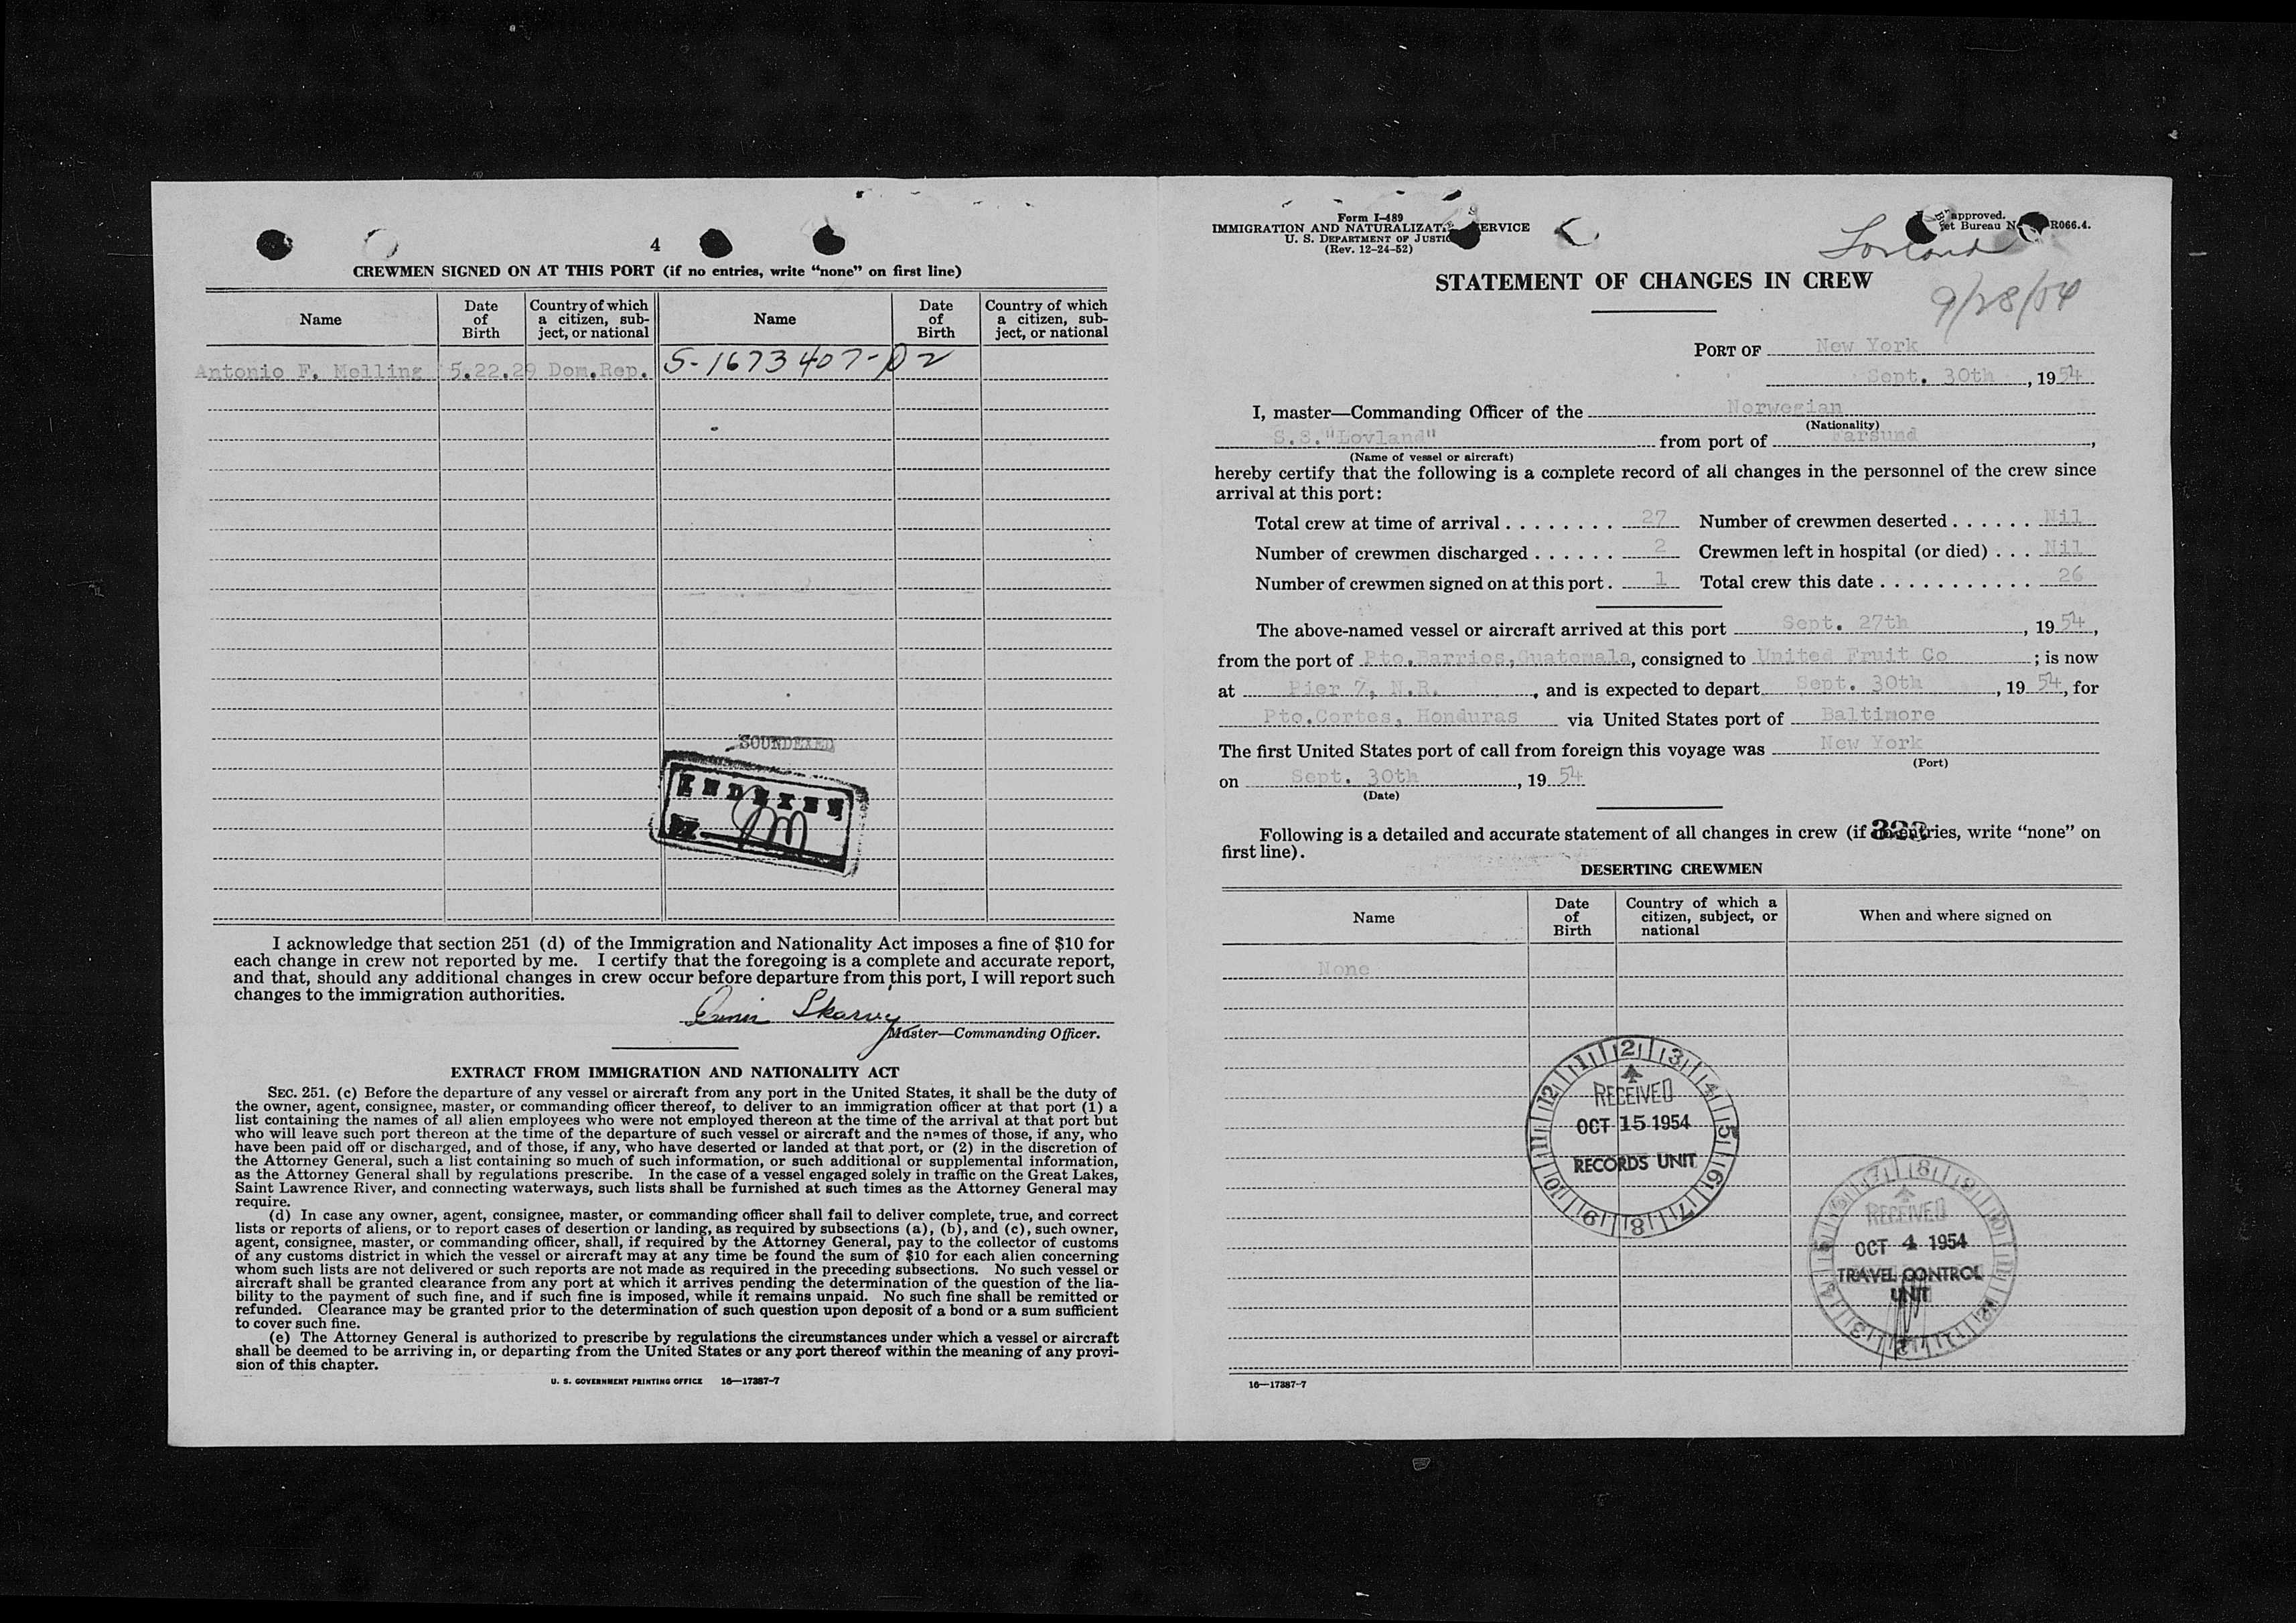 4
CREWMEN SIGNED ON AT THIS PORT (if no entries, write "none" on first line)
Name
Date of Birth
Country of which a citizen, subject, or national
Name
Date of Birth
Country of which a citizen, subject, or national
Antonio F. Melling 5.22.29 Dom.Rep. S-1673407-D2
SOUNDEXED
INDEXED
I acknowledge that section 251 (d) of the Immigration and Nationality Act imposes a fine of $10 for
each change in crew not reported by me. I certify that the foregoing is a complete and accurate report,
and that, should any additional changes in crew occur before departure from this port, I will report such
changes to the immigration authorities.
Skarvy
Master—Commanding Officer.
EXTRACT FROM IMMIGRATION AND NATIONALITY ACT
SEC. 251. (c) Before the departure of any vessel or aircraft from any port in the United States, it shall be the duty of
the owner, agent, consignee, master, or commanding officer thereof, to deliver to an immigration officer at that port (1) a
list containing the names of all alien employees who were not employed thereon at the time of the arrival at that port but
who will leave such port thereon at the time of the departure of such vessel or aircraft and the names of those, if any, who
have been paid off or discharged, and of those, if any, who have deserted or landed at that port, or (2) in the discretion of
the Attorney General, such a list containing so much of such information, or such additional or supplemental information,
as the Attorney General shall by regulations prescribe. In the case of a vessel engaged solely in traffic on the Great Lakes,
Saint Lawrence River, and connecting waterways, such lists shall be furnished at such times as the Attorney General may
require.
(d) In case any owner, agent, consignee, master, or commanding officer shall fail to deliver complete, true, and correct
lists or reports of aliens, or to report cases of desertion or landing, as required by subsections (a), (b), and (c), such owner,
agent, consignee, master, or commanding officer, shall, if required by the Attorney General, pay to the collector of customs
of any customs district in which the vessel or aircraft may at any time be found the sum of $10 for each alien concerning
whom such lists are not delivered or such reports are not made as required in the preceding subsections. No such vessel or
aircraft shall be granted clearance from any port at which it arrives pending the determination of the question of the lia-
bility to the payment of such fine, and if such fine is imposed, while it remains unpaid. No such fine shall be remitted or
refunded. Clearance may be granted prior to the determination of such question upon deposit of a bond or a sum sufficient
to cover such fine.
(e) The Attorney General is authorized to prescribe by regulations the circumstances under which a vessel or aircraft
shall be deemed to be arriving in, or departing from the United States or any port thereof within the meaning of any provi-
sion of this chapter.
U. S. GOVERNMENT PRINTING OFFICE 16—17387-7
Form I-489
IMMIGRATION AND NATURALIZAT ERVICE
U. S. DEPARTMENT OF JUSTIC
(Rev. 12-24-52)
approved.
et Bureau N R066.4.
Lovland
9/28/54
STATEMENT OF CHANGES IN CREW
PORT OF New York
Sept. 30th, 1954
I, master—Commanding Officer of the Norwegian
(Nationality)
S.S."Lovland" from port of Farsund,
(Name of vessel or aircraft)
hereby certify that the following is a complete record of all changes in the personnel of the crew since
arrival at this port:
Total crew at time of arrival . . . . . . . . 27 Number of crewmen deserted . . . . . . Nil
Number of crewmen discharged . . . . . . 2 Crewmen left in hospital (or died) . . . Nil
Number of crewmen signed on at this port . 1 Total crew this date . . . . . . . . . . . 26
The above-named vessel or aircraft arrived at this port Sept. 27th, 1954,
from the port of Pto.Barrios,Guatemala, consigned to United Fruit Co ; is now
at Pier 7, N.R. , and is expected to depart Sept. 30th, 1954, for
Pto.Cortes, Honduras via United States port of Baltimore
The first United States port of call from foreign this voyage was New York
(Port)
on Sept. 30th, 1954
(Date)
Following is a detailed and accurate statement of all changes in crew (if no entries, write "none" on
first line).
DESERTING CREWMEN
Name
Date of Birth
Country of which a citizen, subject, or national
When and where signed on
None
RECEIVED
OCT 15 1954
RECORDS UNIT
RECEIVED
OCT 4 1954
TRAVEL CONTROL
UNIT
16—17387-7